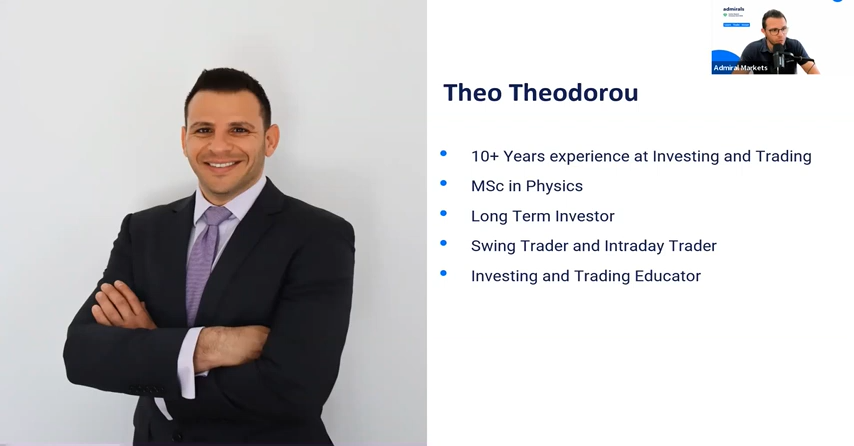 admirals
Admiral Markets
Theo Theodorou
10+ Years experience at Investing and Trading
MSc in Physics
Long Term Investor
Swing Trader and Intraday Trader
Investing and Trading Educator